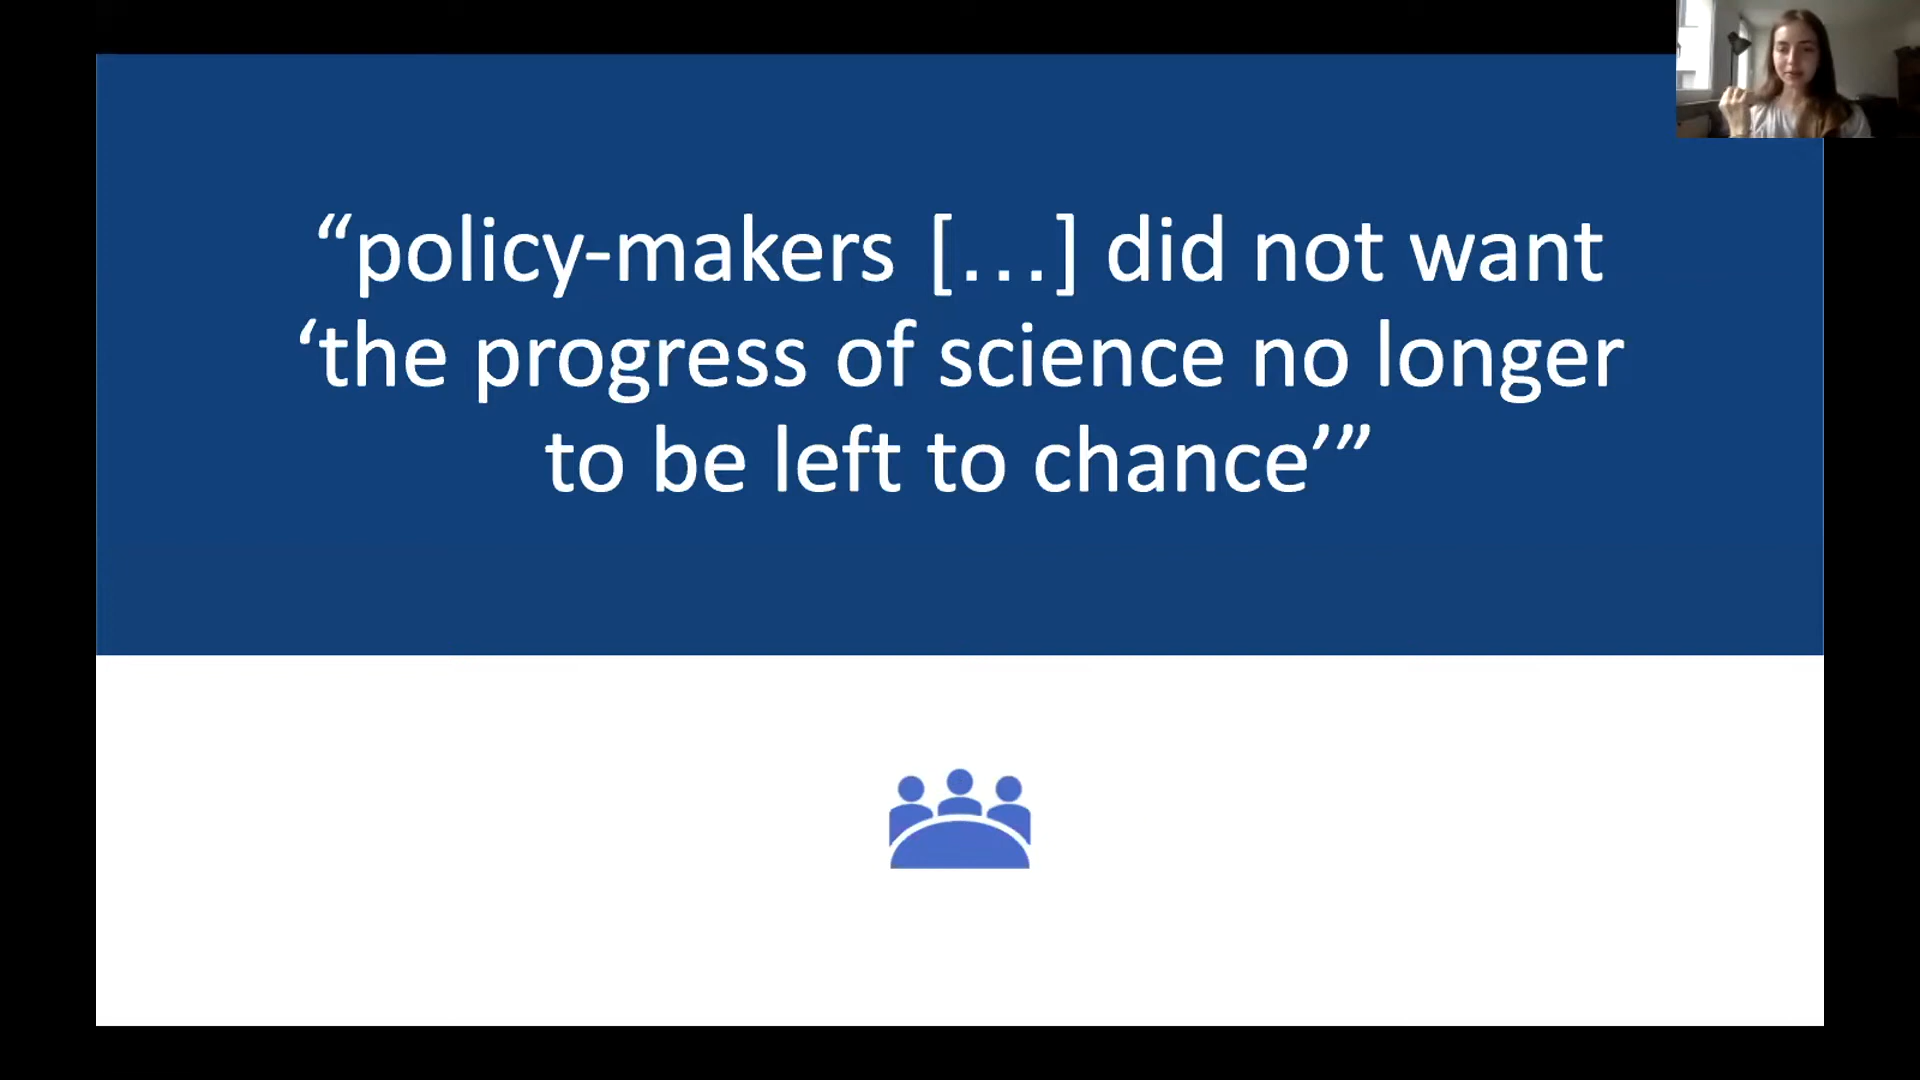 “policy-makers […] did not want
‘the progress of science no longer
to be left to chance’”